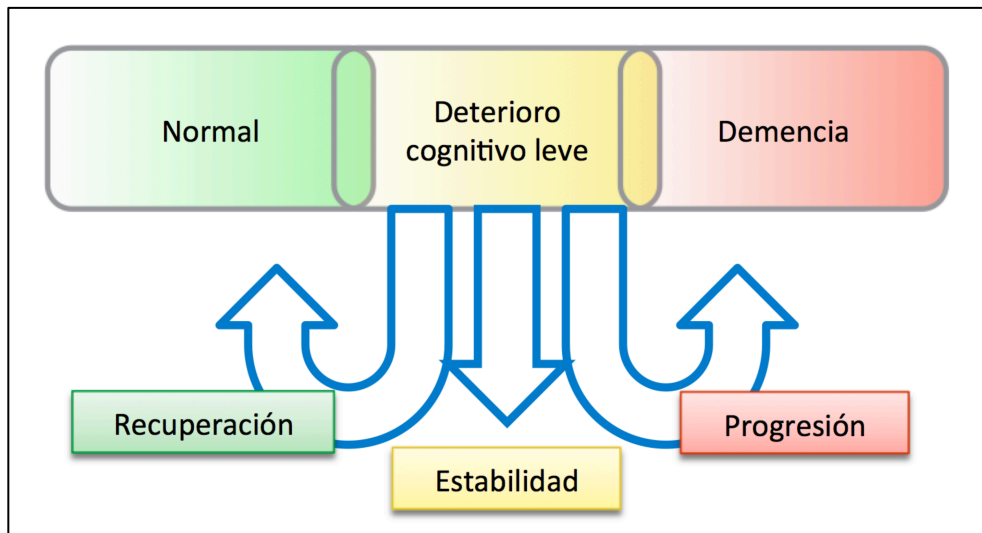 Normal
Deterioro
cognitivo leve
Demencia
Recuperación
Estabilidad
Progresión